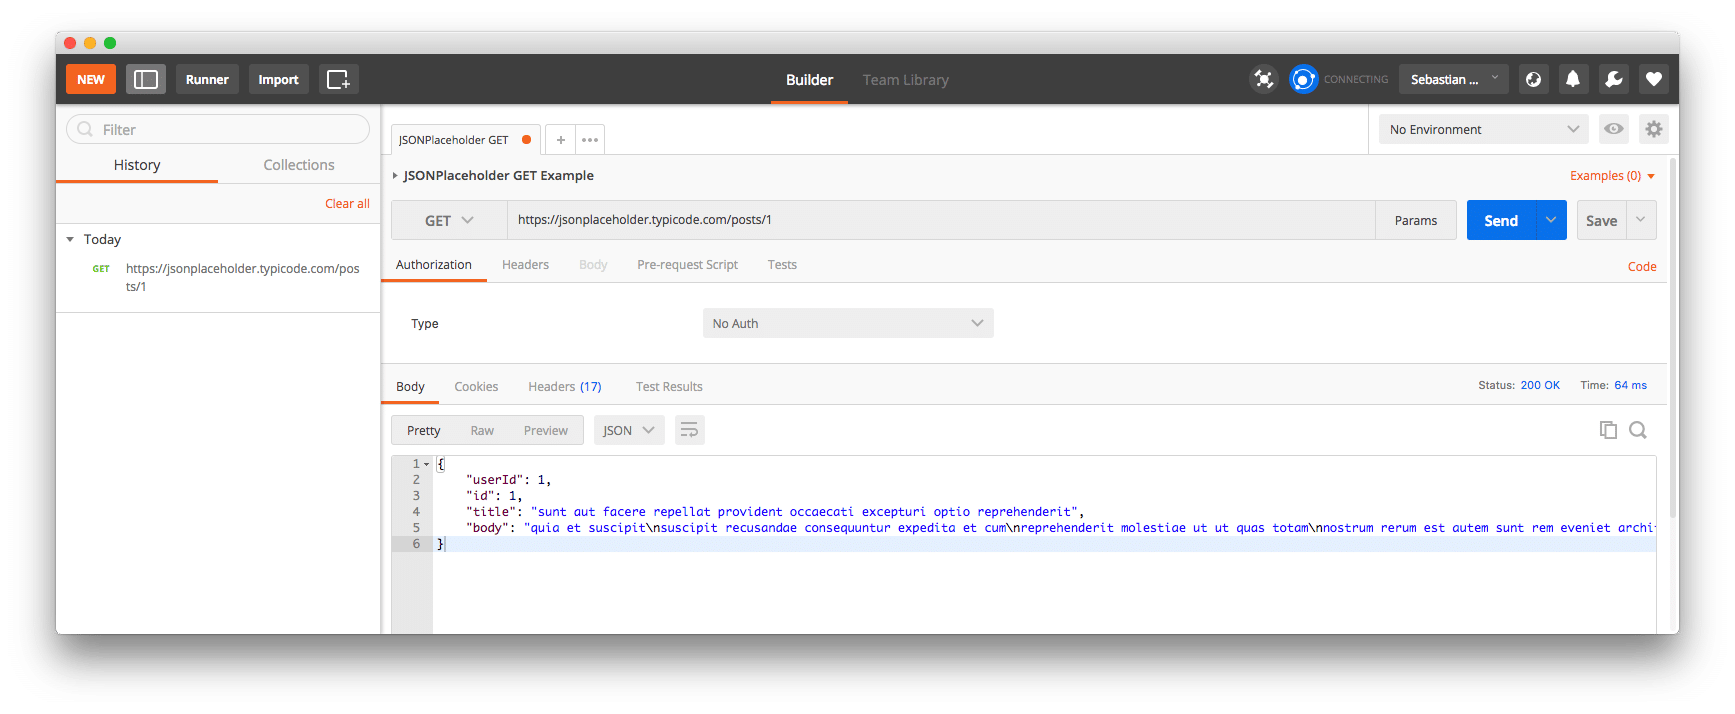 NEW Runner Import Builder Team Library CONNECTING Sebastian ...
Filter
History Collections
Clear all
Today
GET https://jsonplaceholder.typicode.com/pos
ts/1
JSONPlaceholder GET + ••• No Environment
JSONPlaceholder GET Example Examples (0)
GET https://jsonplaceholder.typicode.com/posts/1 Params Send Save
Authorization Headers Body Pre-request Script Tests Code
Type No Auth
Body Cookies Headers (17) Test Results Status: 200 OK Time: 64 ms
Pretty Raw Preview JSON
1 {
2 "userId": 1,
3 "id": 1,
4 "title": "sunt aut facere repellat provident occaecati excepturi optio reprehenderit",
5 "body": "quia et suscipit\nsuscipit recusandae consequuntur expedita et cum\nreprehenderit molestiae ut ut quas totam\nnostrum rerum est autem sunt rem eveniet archi
6 }